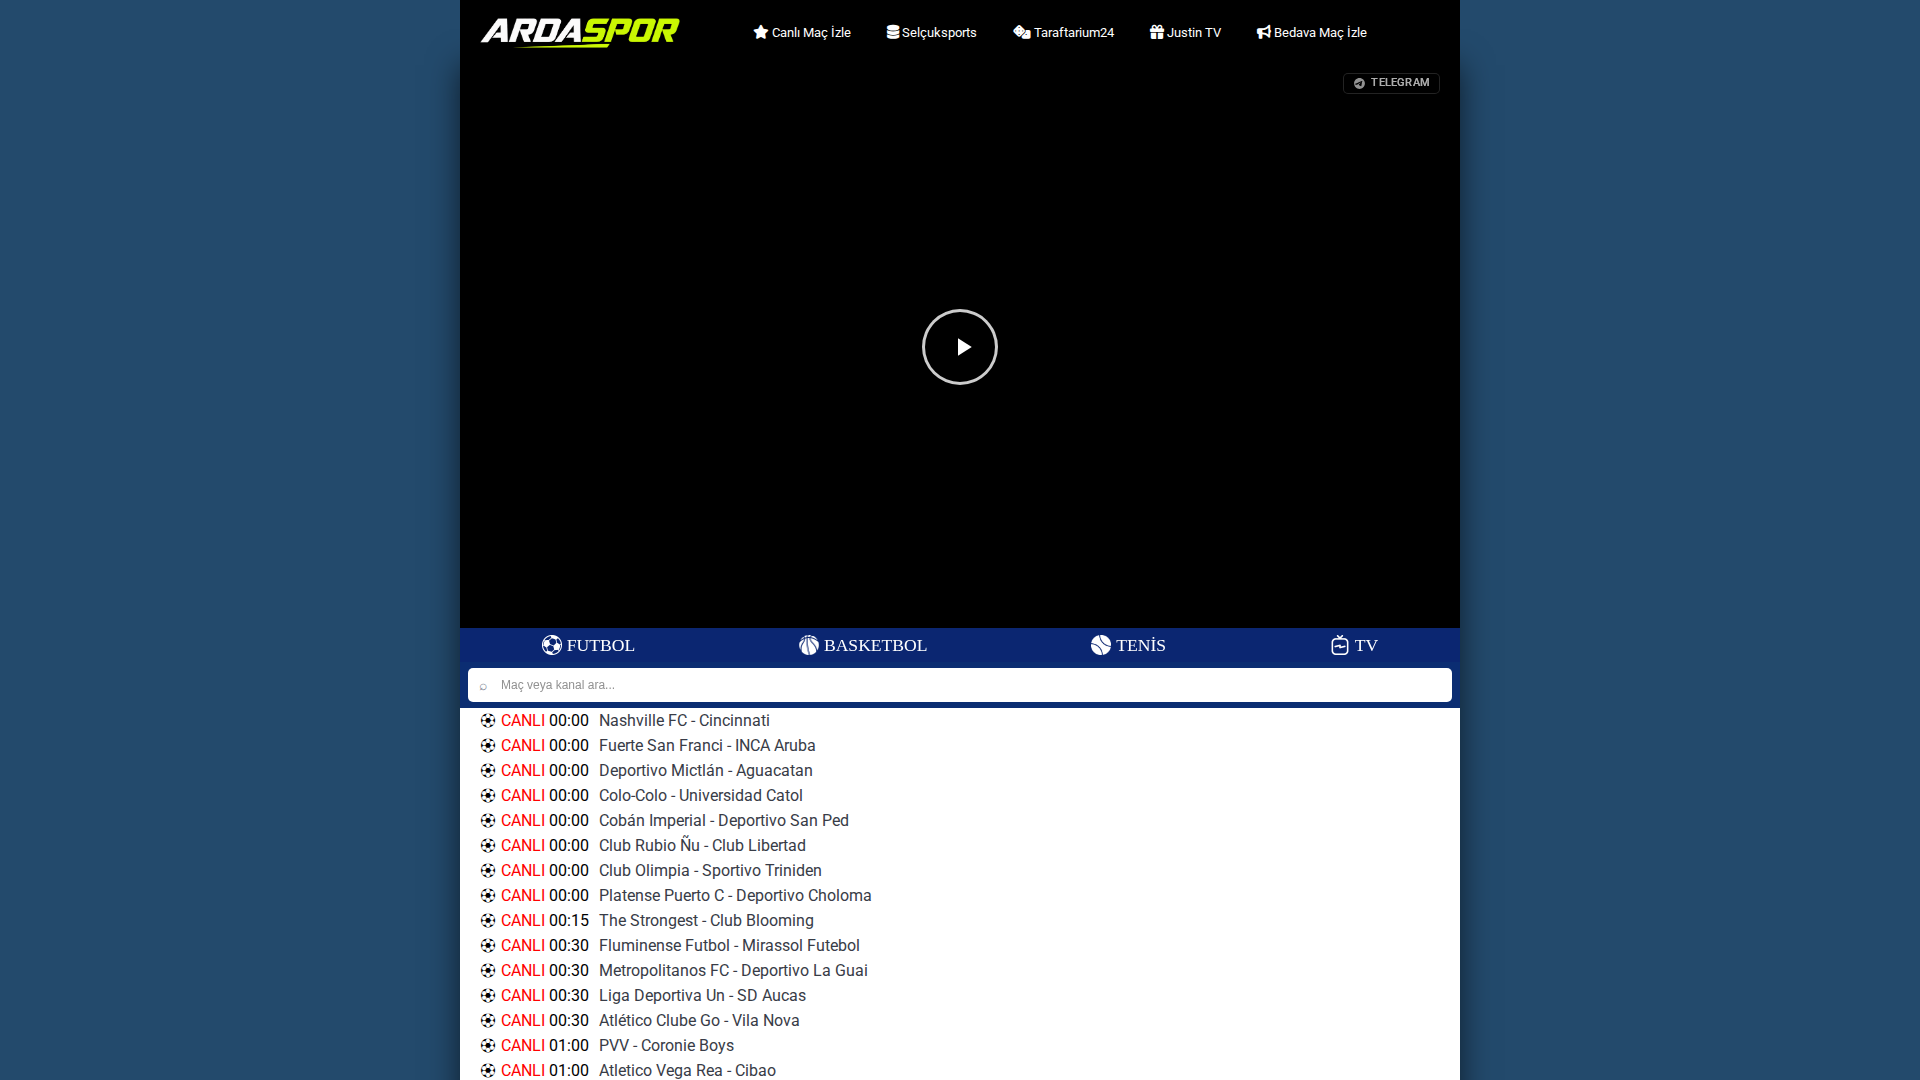 ARDASPOR
Canlı Maç İzle
Selçuksports
Taraftarium24
Justin TV
Bedava Maç İzle
TELEGRAM
FUTBOL
BASKETBOL
TENİS
TV
Maç veya kanal ara...
CANLI 00:00 Nashville FC - Cincinnati
CANLI 00:00 Fuerte San Franci - INCA Aruba
CANLI 00:00 Deportivo Mictlán - Aguacatan
CANLI 00:00 Colo-Colo - Universidad Catol
CANLI 00:00 Cobán Imperial - Deportivo San Ped
CANLI 00:00 Club Rubio Ñu - Club Libertad
CANLI 00:00 Club Olimpia - Sportivo Triniden
CANLI 00:00 Platense Puerto C - Deportivo Choloma
CANLI 00:15 The Strongest - Club Blooming
CANLI 00:30 Fluminense Futbol - Mirassol Futebol
CANLI 00:30 Metropolitanos FC - Deportivo La Guai
CANLI 00:30 Liga Deportiva Un - SD Aucas
CANLI 00:30 Atlético Clube Go - Vila Nova
CANLI 01:00 PVV - Coronie Boys
CANLI 01:00 Atletico Vega Rea - Cibao